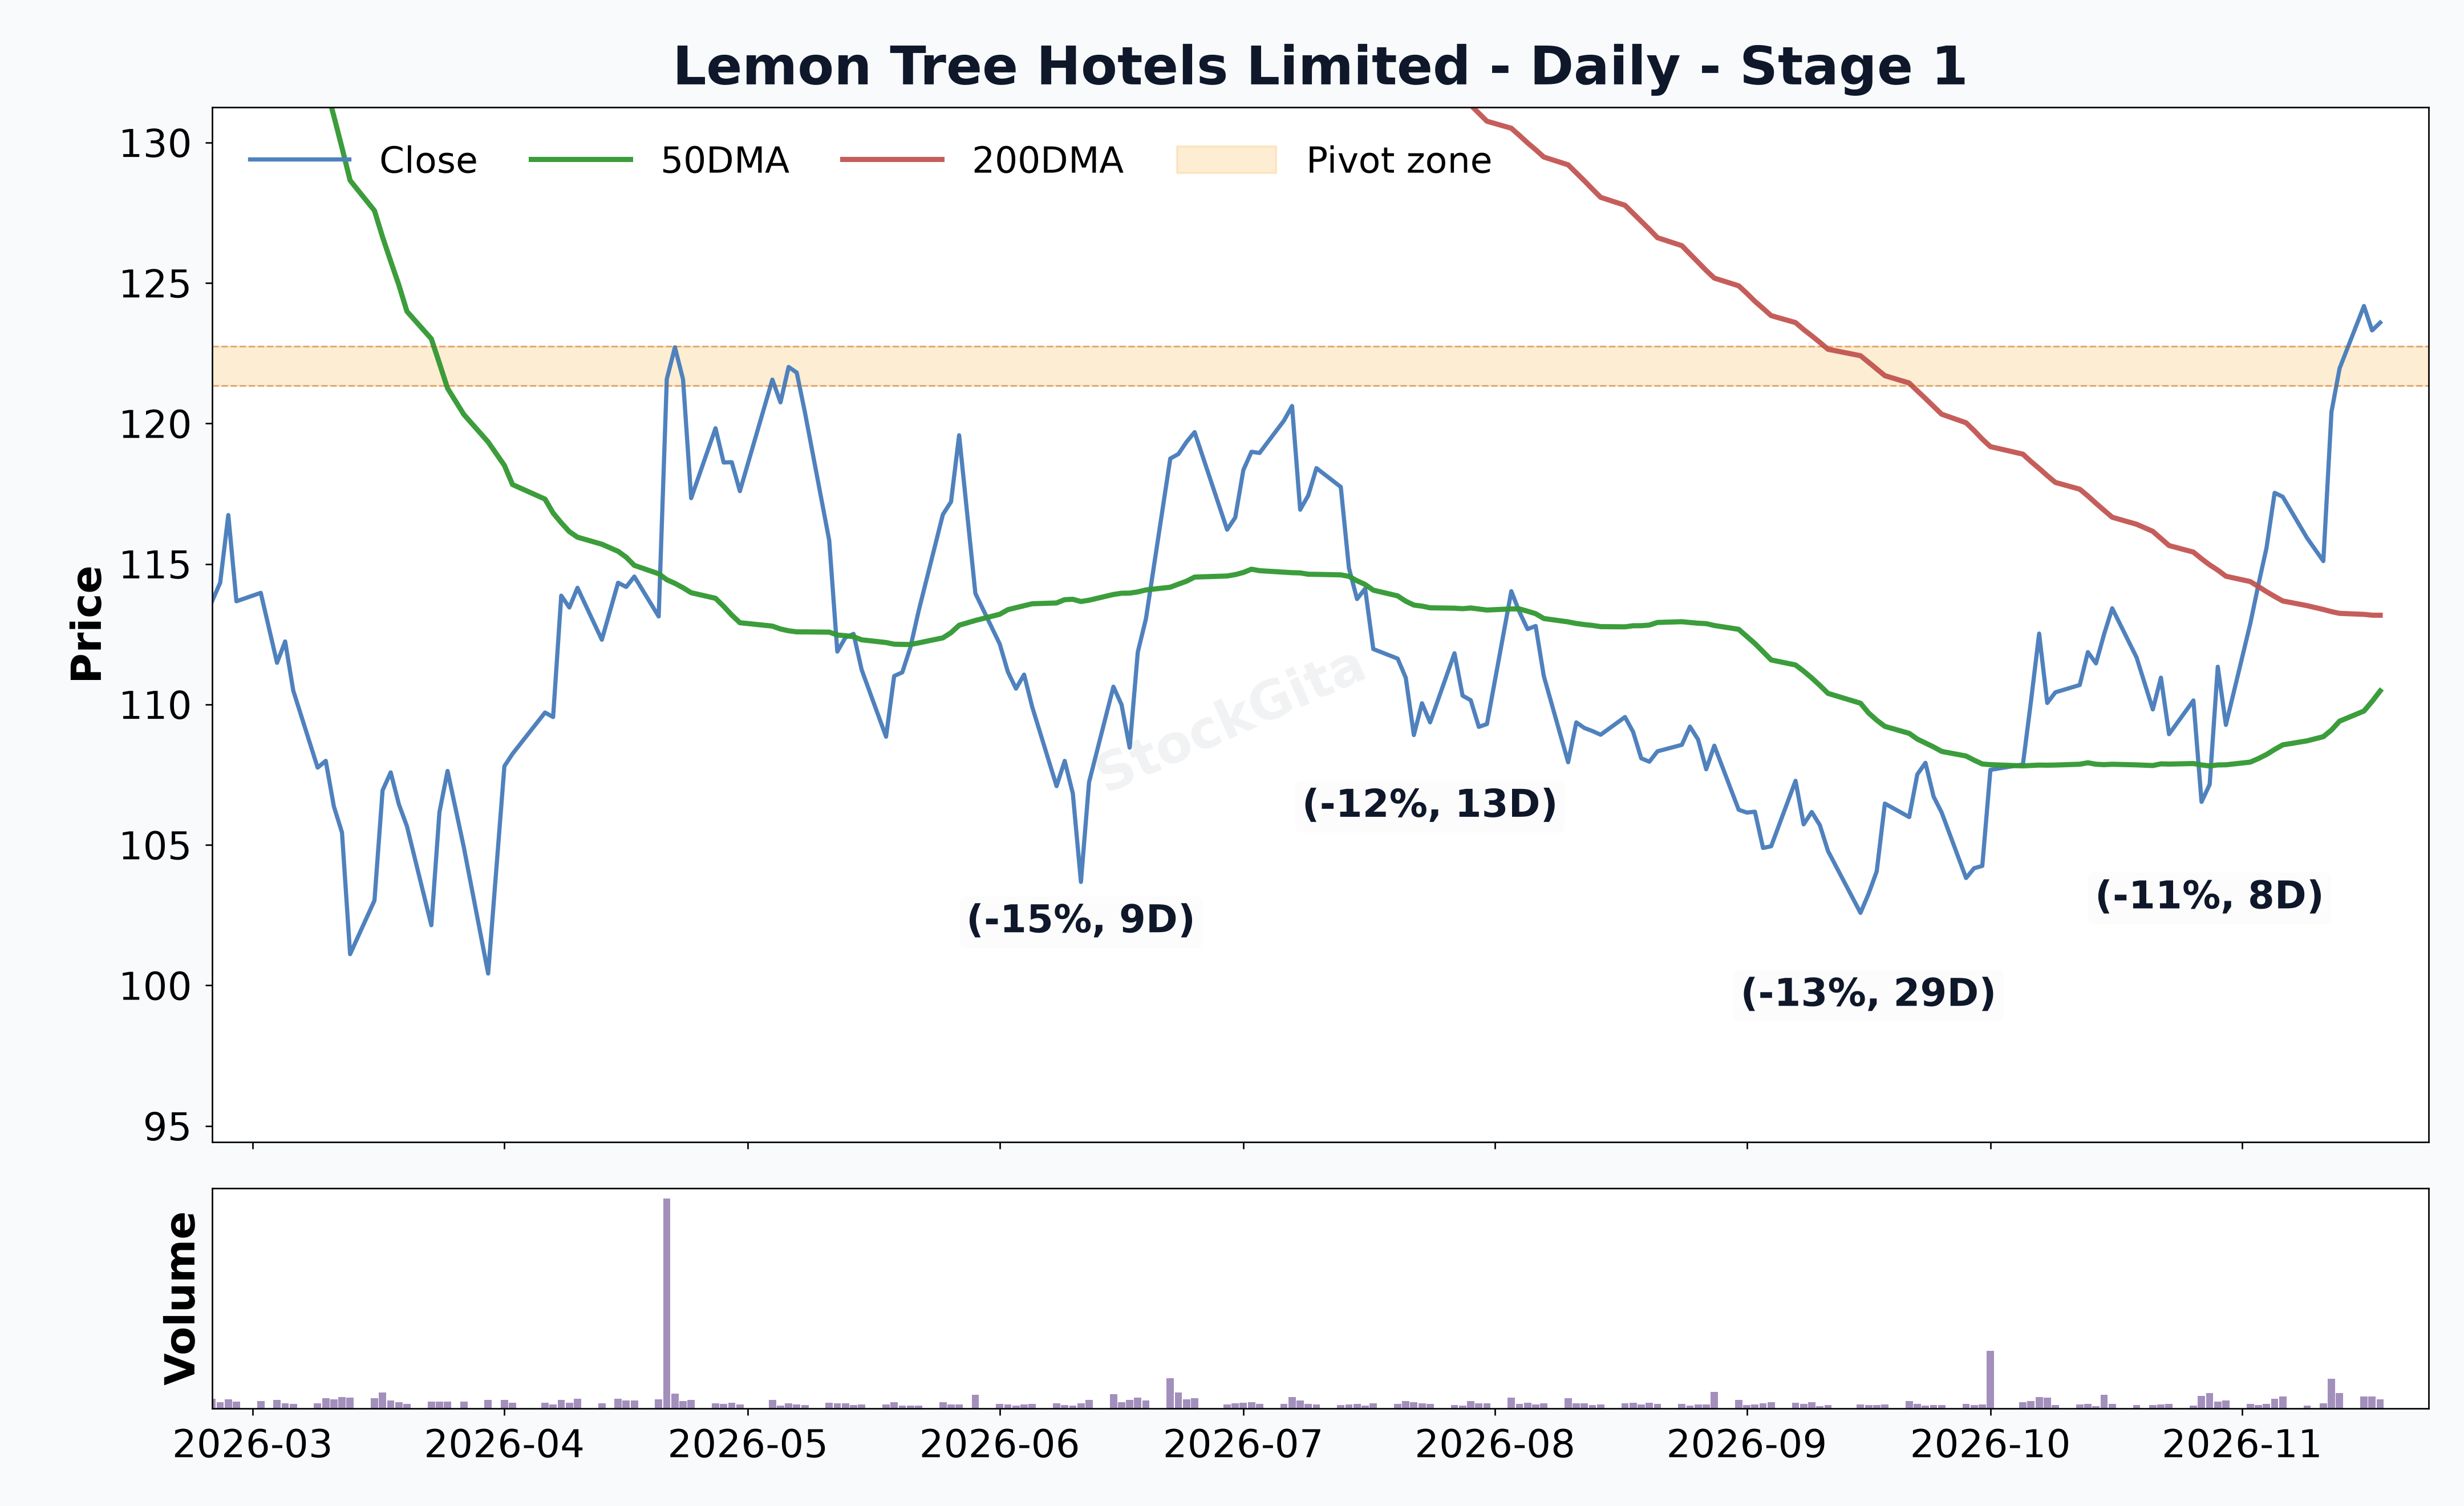 Lemon Tree Hotels Limited - Daily - Stage 1
Close 50DMA 200DMA Pivot zone
130
125
120
115
110
105
100
95
Price
StockGita
(-12%, 13D)
(-15%, 9D)
(-11%, 8D)
(-13%, 29D)
Volume
2026-03 2026-04 2026-05 2026-06 2026-07 2026-08 2026-09 2026-10 2026-11